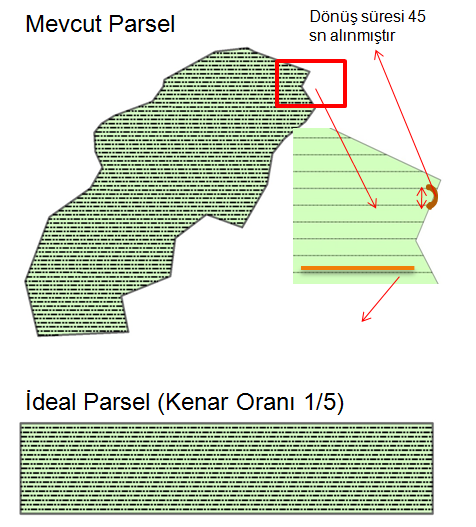 Mevcut Parsel
Dönüş süresi 45
sn alınmıştır
İdeal Parsel (Kenar Oranı 1/5)